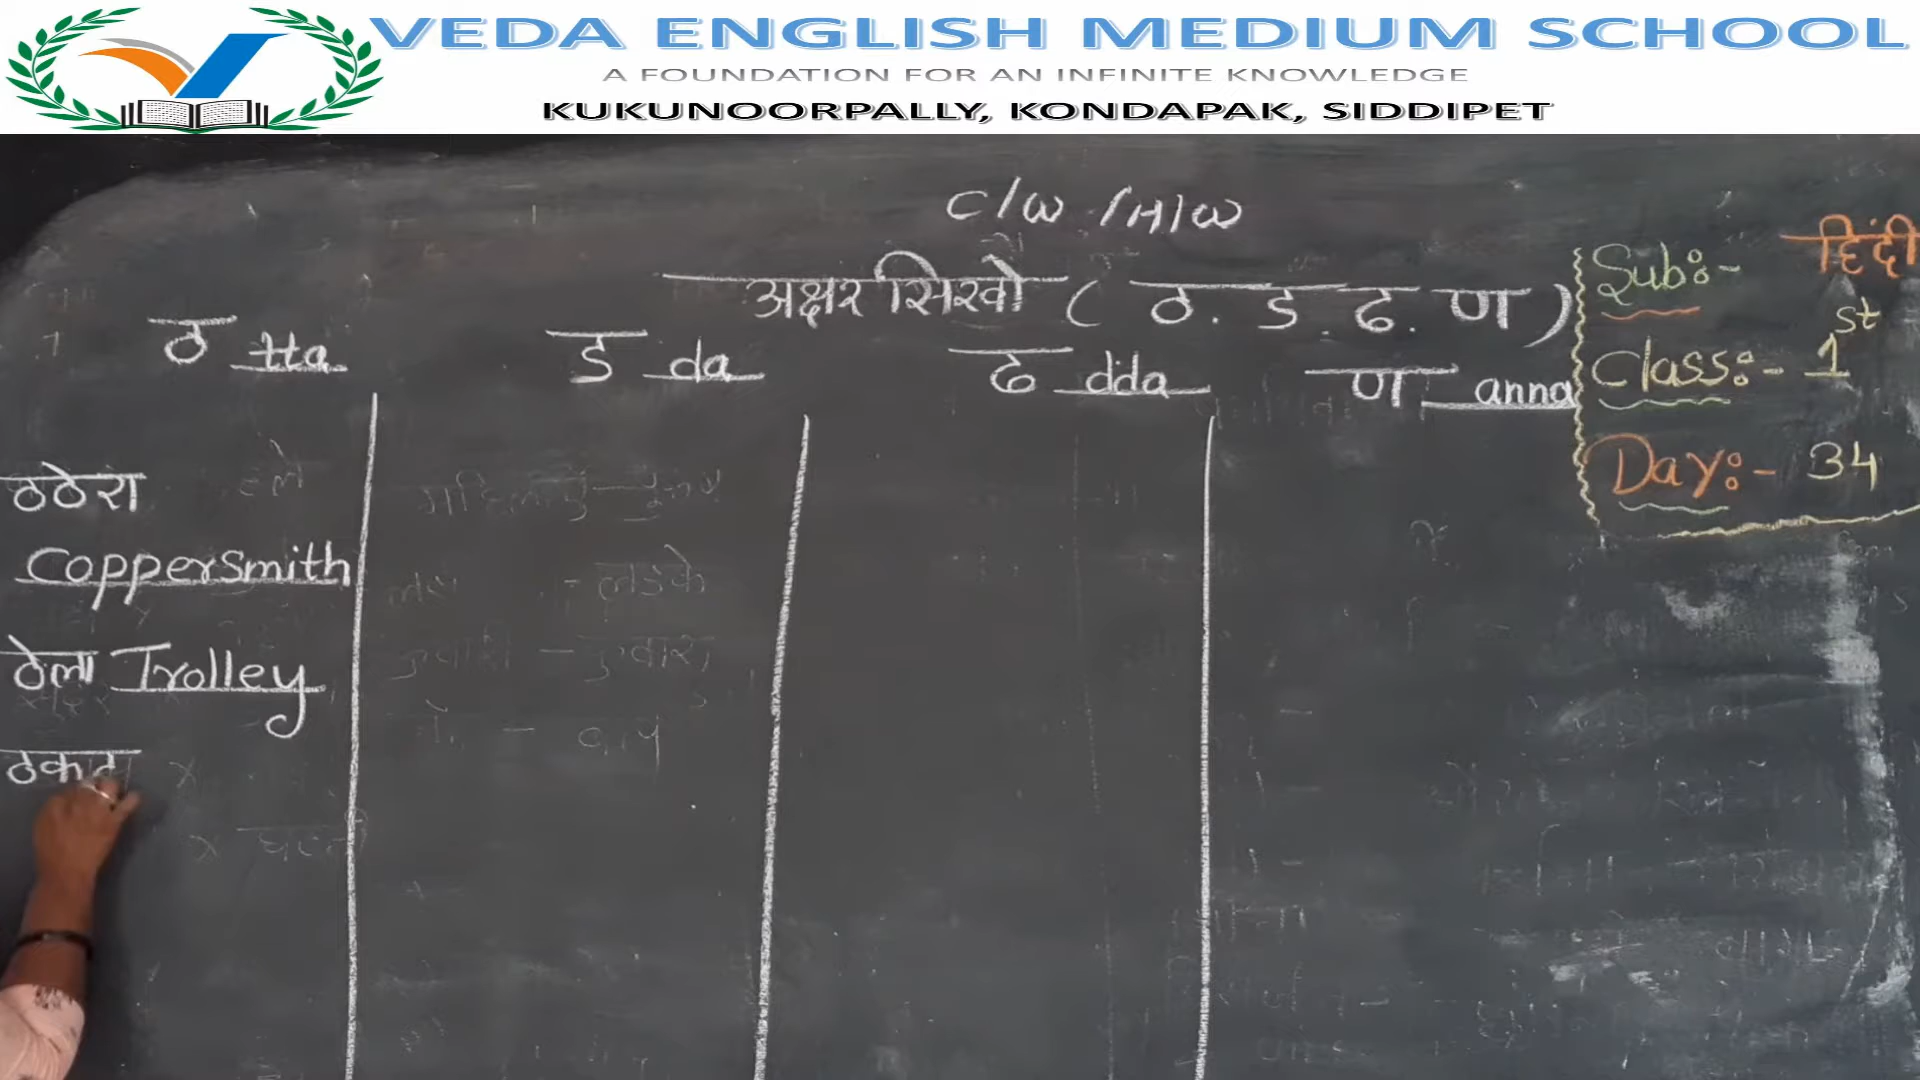 VEDA ENGLISH MEDIUM SCHOOL
A FOUNDATION FOR AN INFINITE KNOWLEDGE
KUKUNOORPALLY, KONDAPAK, SIDDIPET
C/W /H/W
अक्षर सिखो ( ठ. ड. ढ. ण )
Sub:- हिंदी
Class:- 1st
Day:- 34
ठ tta
ड da
ढ dda
ण anna
ठठेरा
Coppersmith
ठेला Trolley